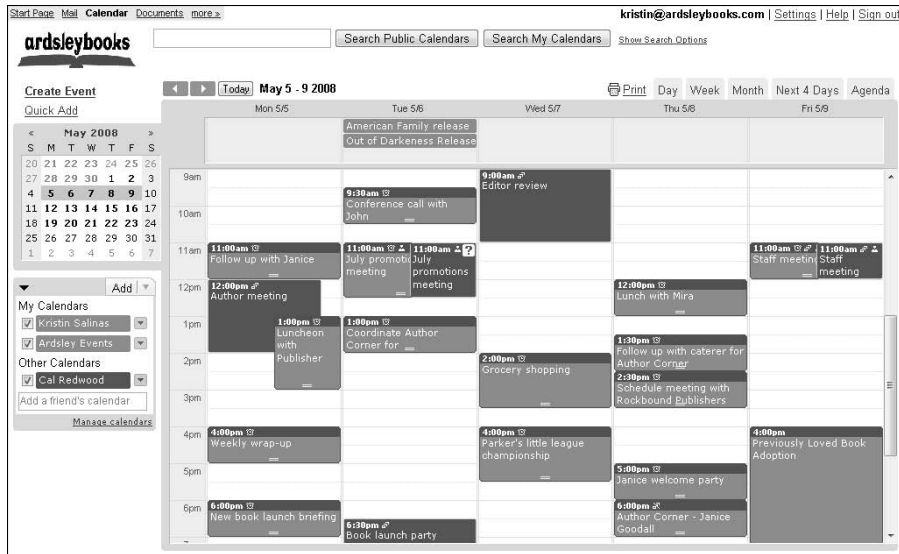 Start Page Mail Calendar Documents more »
kristin@ardsleybooks.com | Settings | Help | Sign out
ardsleybooks
Search Public Calendars
Search My Calendars
Show Search Options
Create Event
Quick Add
Today May 5 - 9 2008
Print Day Week Month Next 4 Days Agenda
« May 2008 »
S M T W T F S
20 21 22 23 24 25 26
27 28 29 30 1 2 3
4 5 6 7 8 9 10
11 12 13 14 15 16 17
18 19 20 21 22 23 24
25 26 27 28 29 30 31
1 2 3 4 5 6 7
Add
My Calendars
Kristin Salinas
Ardsley Events
Other Calendars
Cal Redwood
Add a friend's calendar
Manage calendars
Mon 5/5 Tue 5/6 Wed 5/7 Thu 5/8 Fri 5/9
American Family release
Out of Darkeness Release
9am
10am
11am
12pm
1pm
2pm
3pm
4pm
5pm
6pm
11:00am
Follow up with Janice
12:00pm
Author meeting
1:00pm
Luncheon
with
Publisher
4:00pm
Weekly wrap-up
6:00pm
New book launch briefing
9:30am
Conference call with
John
11:00am
July promotic
meeting
11:00am ?
July
promotions
meeting
1:00pm
Coordinate Author
Corner for
6:30pm
Book launch party
9:00am
Editor review
2:00pm
Grocery shopping
4:00pm
Parker's little league
championship
12:00pm
Lunch with Mira
1:30pm
Follow up with caterer for
Author Corner
2:30pm
Schedule meeting with
Rockbound Publishers
5:00pm
Janice welcome party
6:00pm
Author Corner - Janice
Goodall
11:00am
Staff meetin
11:00am
Staff
meeting
4:00pm
Previously Loved Book
Adoption